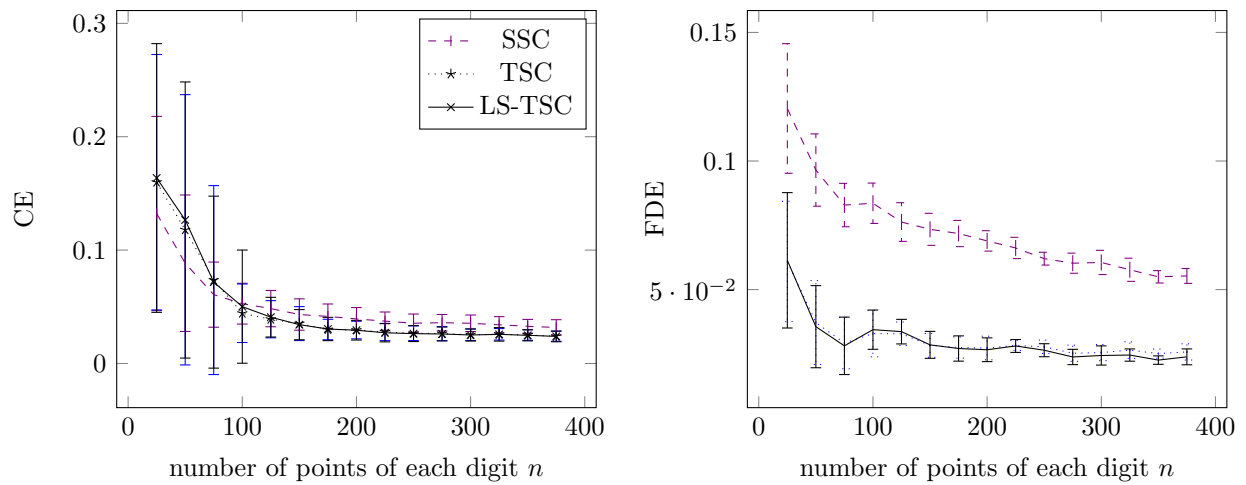 0.3
0.2
0.1
0
CE
SSC
TSC
LS-TSC
0 100 200 300 400
number of points of each digit n
0.15
0.1
5 · 10−2
FDE
0 100 200 300 400
number of points of each digit n